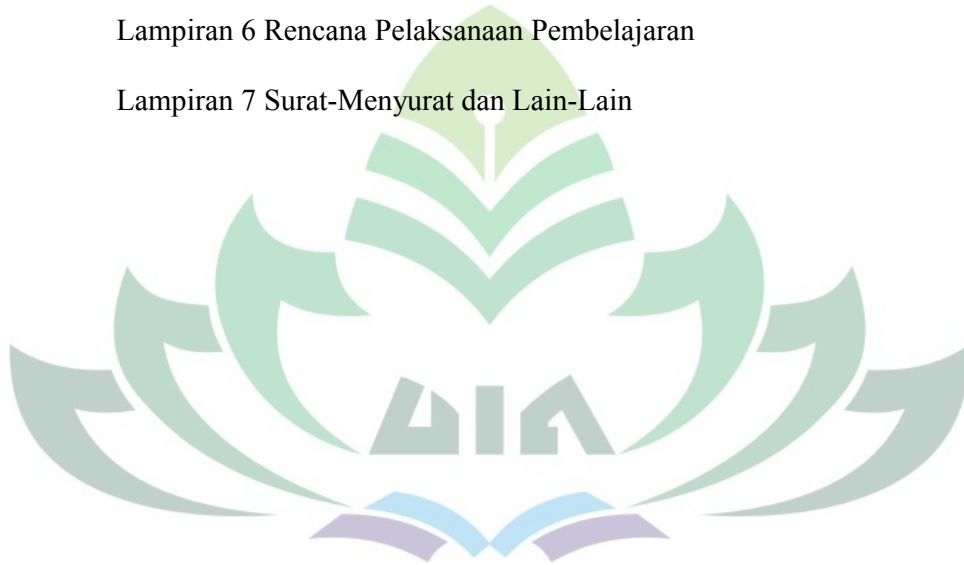 Lampiran 6 Rencana Pelaksanaan Pembelajaran
Lampiran 7 Surat-Menyurat dan Lain-Lain
UIN